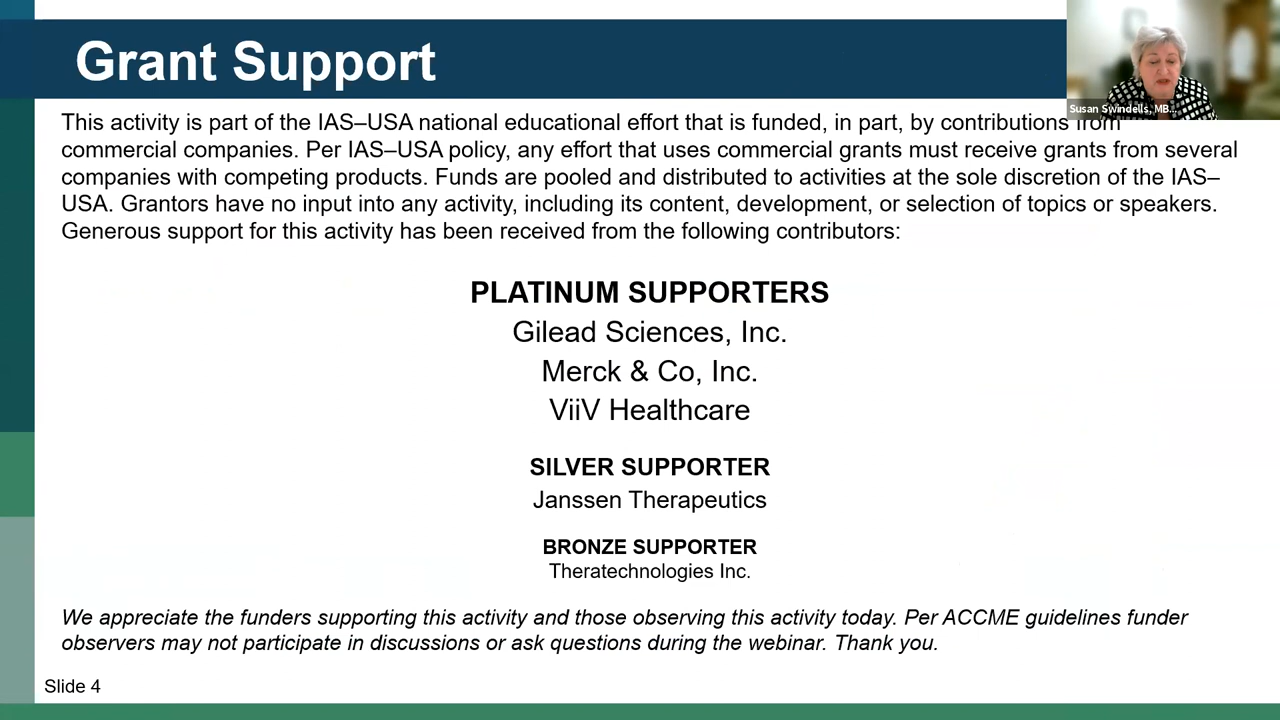 Grant Support
Susan Swindells, MB...
This activity is part of the IAS–USA national educational effort that is funded, in part, by contributions from
commercial companies. Per IAS–USA policy, any effort that uses commercial grants must receive grants from several
companies with competing products. Funds are pooled and distributed to activities at the sole discretion of the IAS–
USA. Grantors have no input into any activity, including its content, development, or selection of topics or speakers.
Generous support for this activity has been received from the following contributors:
PLATINUM SUPPORTERS
Gilead Sciences, Inc.
Merck & Co, Inc.
ViiV Healthcare
SILVER SUPPORTER
Janssen Therapeutics
BRONZE SUPPORTER
Theratechnologies Inc.
We appreciate the funders supporting this activity and those observing this activity today. Per ACCME guidelines funder
observers may not participate in discussions or ask questions during the webinar. Thank you.
Slide 4